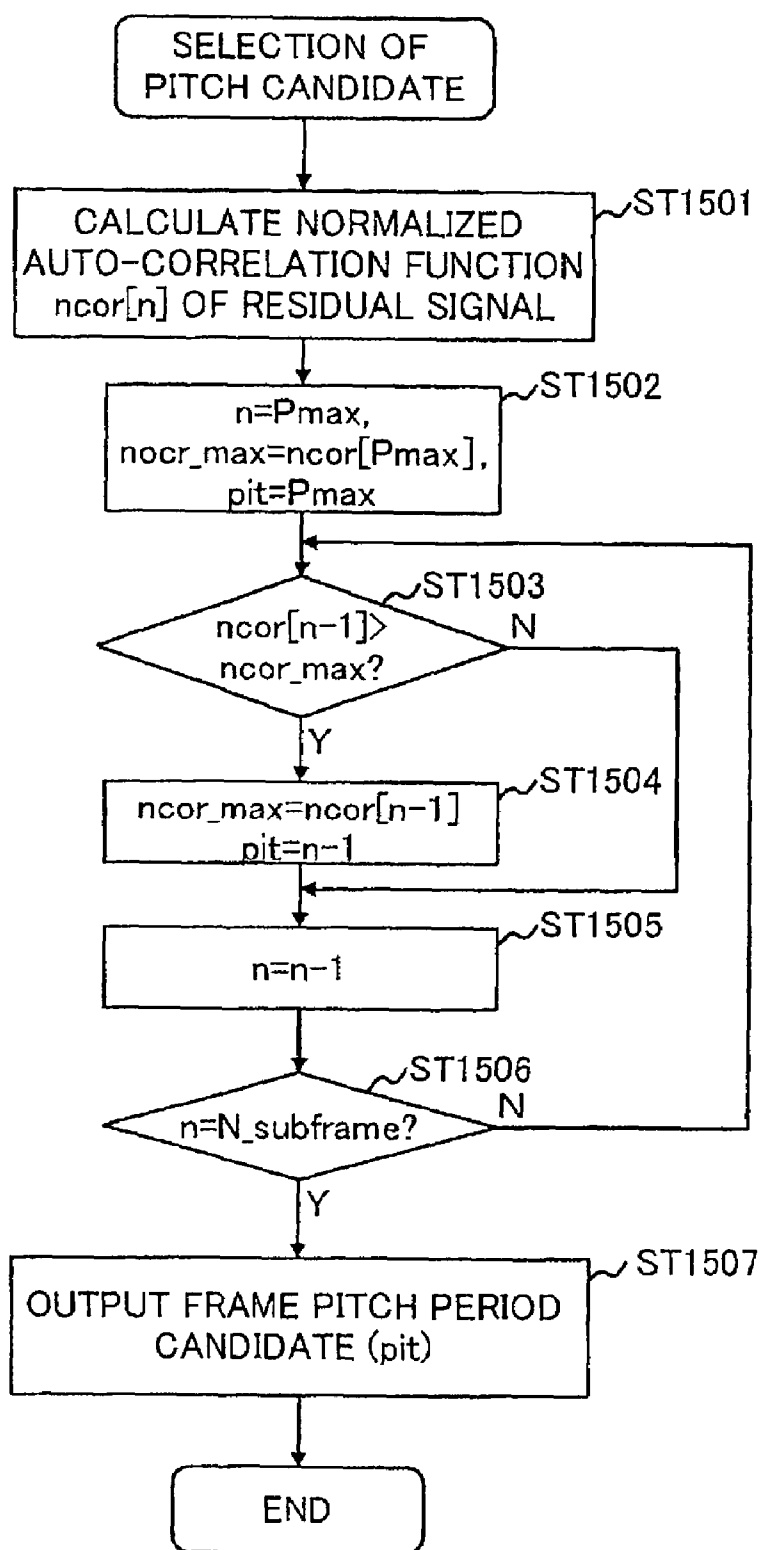 SELECTION OF
PITCH CANDIDATE
ST1501
CALCULATE NORMALIZED
AUTO-CORRELATION FUNCTION
ncor[n] OF RESIDUAL SIGNAL
ST1502
n=Pmax,
nocr_max=ncor[Pmax],
pit=Pmax
ST1503
ncor[n-1]>
ncor_max?
N
Y
ST1504
ncor_max=ncor[n-1]
pit=n-1
ST1505
n=n-1
ST1506
n=N_subframe?
N
Y
ST1507
OUTPUT FRAME PITCH PERIOD
CANDIDATE (pit)
END